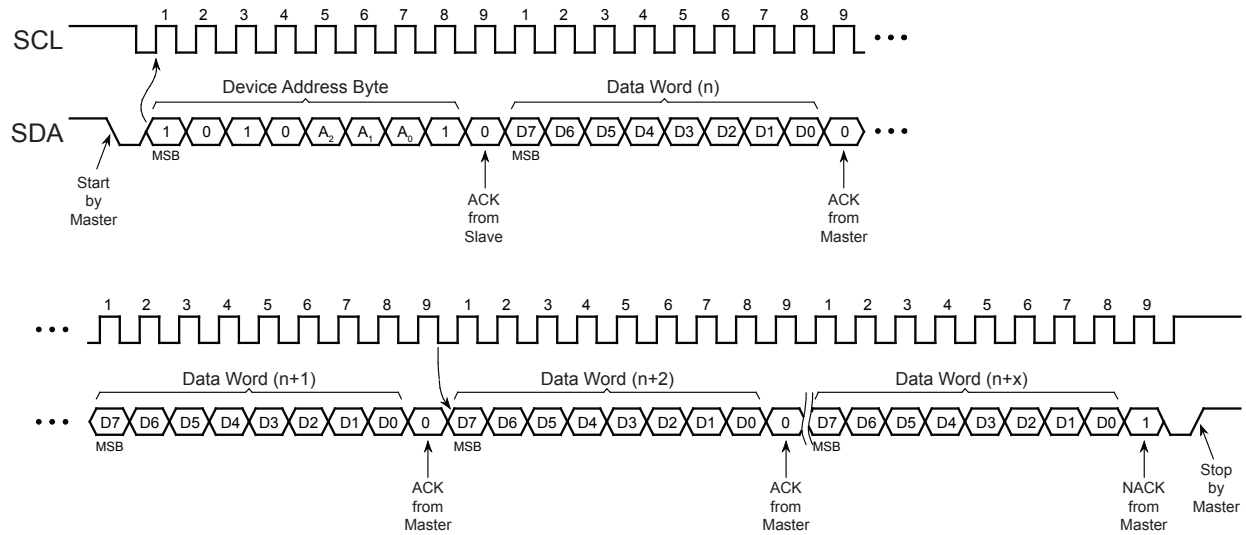 1 2 3 4 5 6 7 8 9 1 2 3 4 5 6 7 8 9
SCL
• • •
Device Address Byte Data Word (n)
SDA 1 0 1 0 A2 A1 A0 1 0 D7 D6 D5 D4 D3 D2 D1 D0 0 • • •
MSB MSB
Start
by
Master
ACK
from
Slave
ACK
from
Master
1 2 3 4 5 6 7 8 9 1 2 3 4 5 6 7 8 9 1 2 3 4 5 6 7 8 9
• • •
Data Word (n+1) Data Word (n+2) Data Word (n+x)
• • • D7 D6 D5 D4 D3 D2 D1 D0 0 D7 D6 D5 D4 D3 D2 D1 D0 0 D7 D6 D5 D4 D3 D2 D1 D0 1
MSB MSB MSB
ACK
from
Master
ACK
from
Master
NACK
from
Master
Stop
by
Master